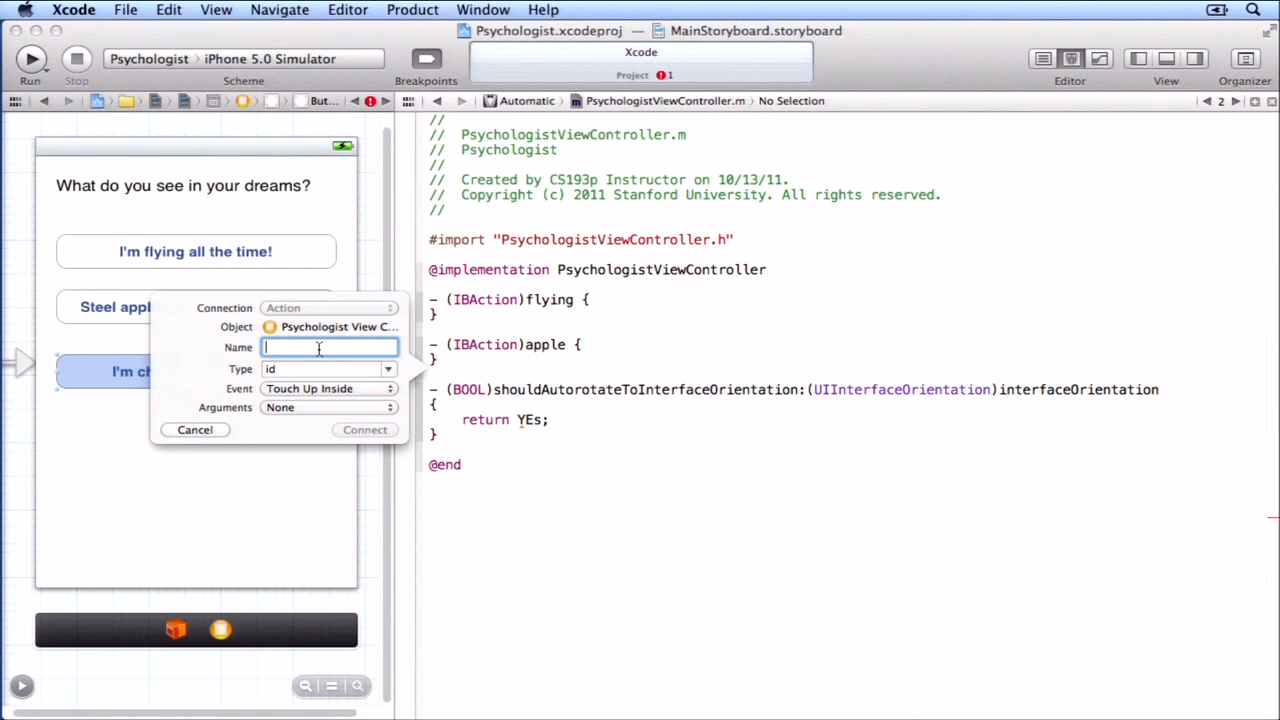 Xcode File Edit View Navigate Editor Product Window Help
Psychologist.xcodeproj — MainStoryboard.storyboard
Psychologist iPhone 5.0 Simulator
Xcode
Project 1
Run Stop Scheme Breakpoints Editor View Organizer
But...
Automatic PsychologistViewController.m No Selection 2
What do you see in your dreams?
I'm flying all the time!
Steel appl
I'm ch
Connection Action
Object Psychologist View C...
Name
Type id
Event Touch Up Inside
Arguments None
Cancel Connect
//
// PsychologistViewController.m
// Psychologist
//
// Created by CS193p Instructor on 10/13/11.
// Copyright (c) 2011 Stanford University. All rights reserved.
//
#import "PsychologistViewController.h"
@implementation PsychologistViewController
- (IBAction)flying {
}
- (IBAction)apple {
}
- (BOOL)shouldAutorotateToInterfaceOrientation:(UIInterfaceOrientation)interfaceOrientation
{
return YEs;
}
@end